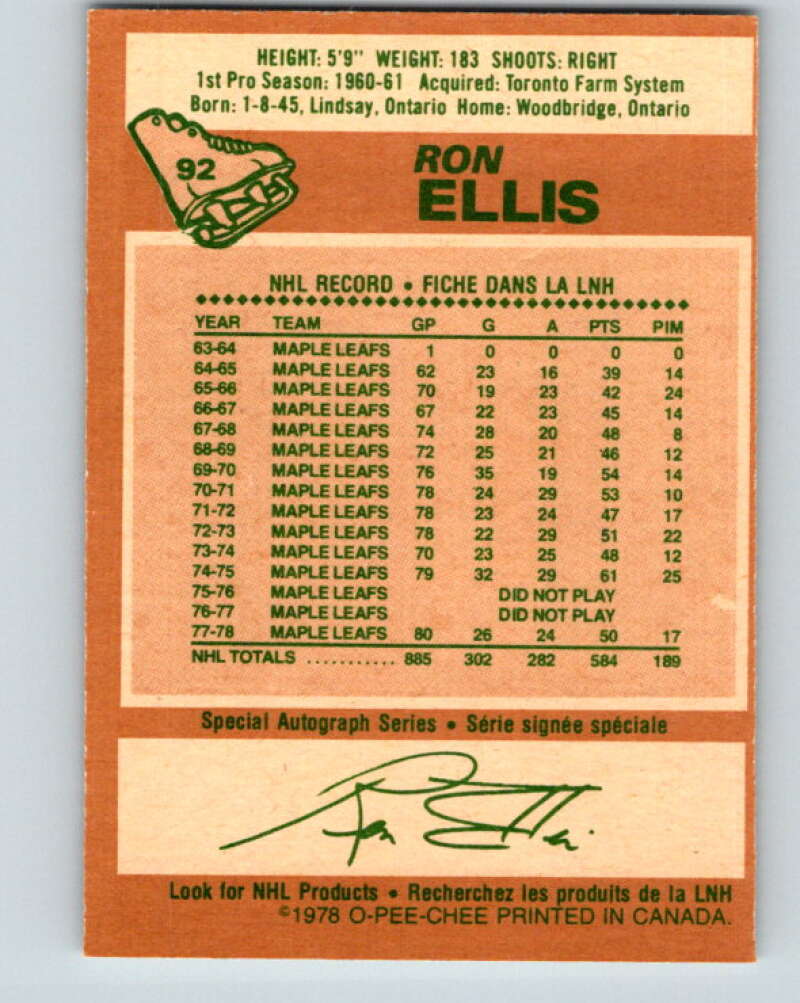 HEIGHT: 5'9" WEIGHT: 183 SHOOTS: RIGHT
1st Pro Season: 1960-61 Acquired: Toronto Farm System
Born: 1-8-45, Lindsay, Ontario Home: Woodbridge, Ontario
92
RON
ELLIS
NHL RECORD • FICHE DANS LA LNH
YEAR TEAM GP G A PTS PIM
63-64 MAPLE LEAFS 1 0 0 0 0
64-65 MAPLE LEAFS 62 23 16 39 14
65-66 MAPLE LEAFS 70 19 23 42 24
66-67 MAPLE LEAFS 67 22 23 45 14
67-68 MAPLE LEAFS 74 28 20 48 8
68-69 MAPLE LEAFS 72 25 21 46 12
69-70 MAPLE LEAFS 76 35 19 54 14
70-71 MAPLE LEAFS 78 24 29 53 10
71-72 MAPLE LEAFS 78 23 24 47 17
72-73 MAPLE LEAFS 78 22 29 51 22
73-74 MAPLE LEAFS 70 23 25 48 12
74-75 MAPLE LEAFS 79 32 29 61 25
75-76 MAPLE LEAFS DID NOT PLAY
76-77 MAPLE LEAFS DID NOT PLAY
77-78 MAPLE LEAFS 80 26 24 50 17
NHL TOTALS ........... 885 302 282 584 189
Special Autograph Series • Série signée spéciale
Ron Ellis
Look for NHL Products • Recherchez les produits de la LNH
©1978 O-PEE-CHEE PRINTED IN CANADA.